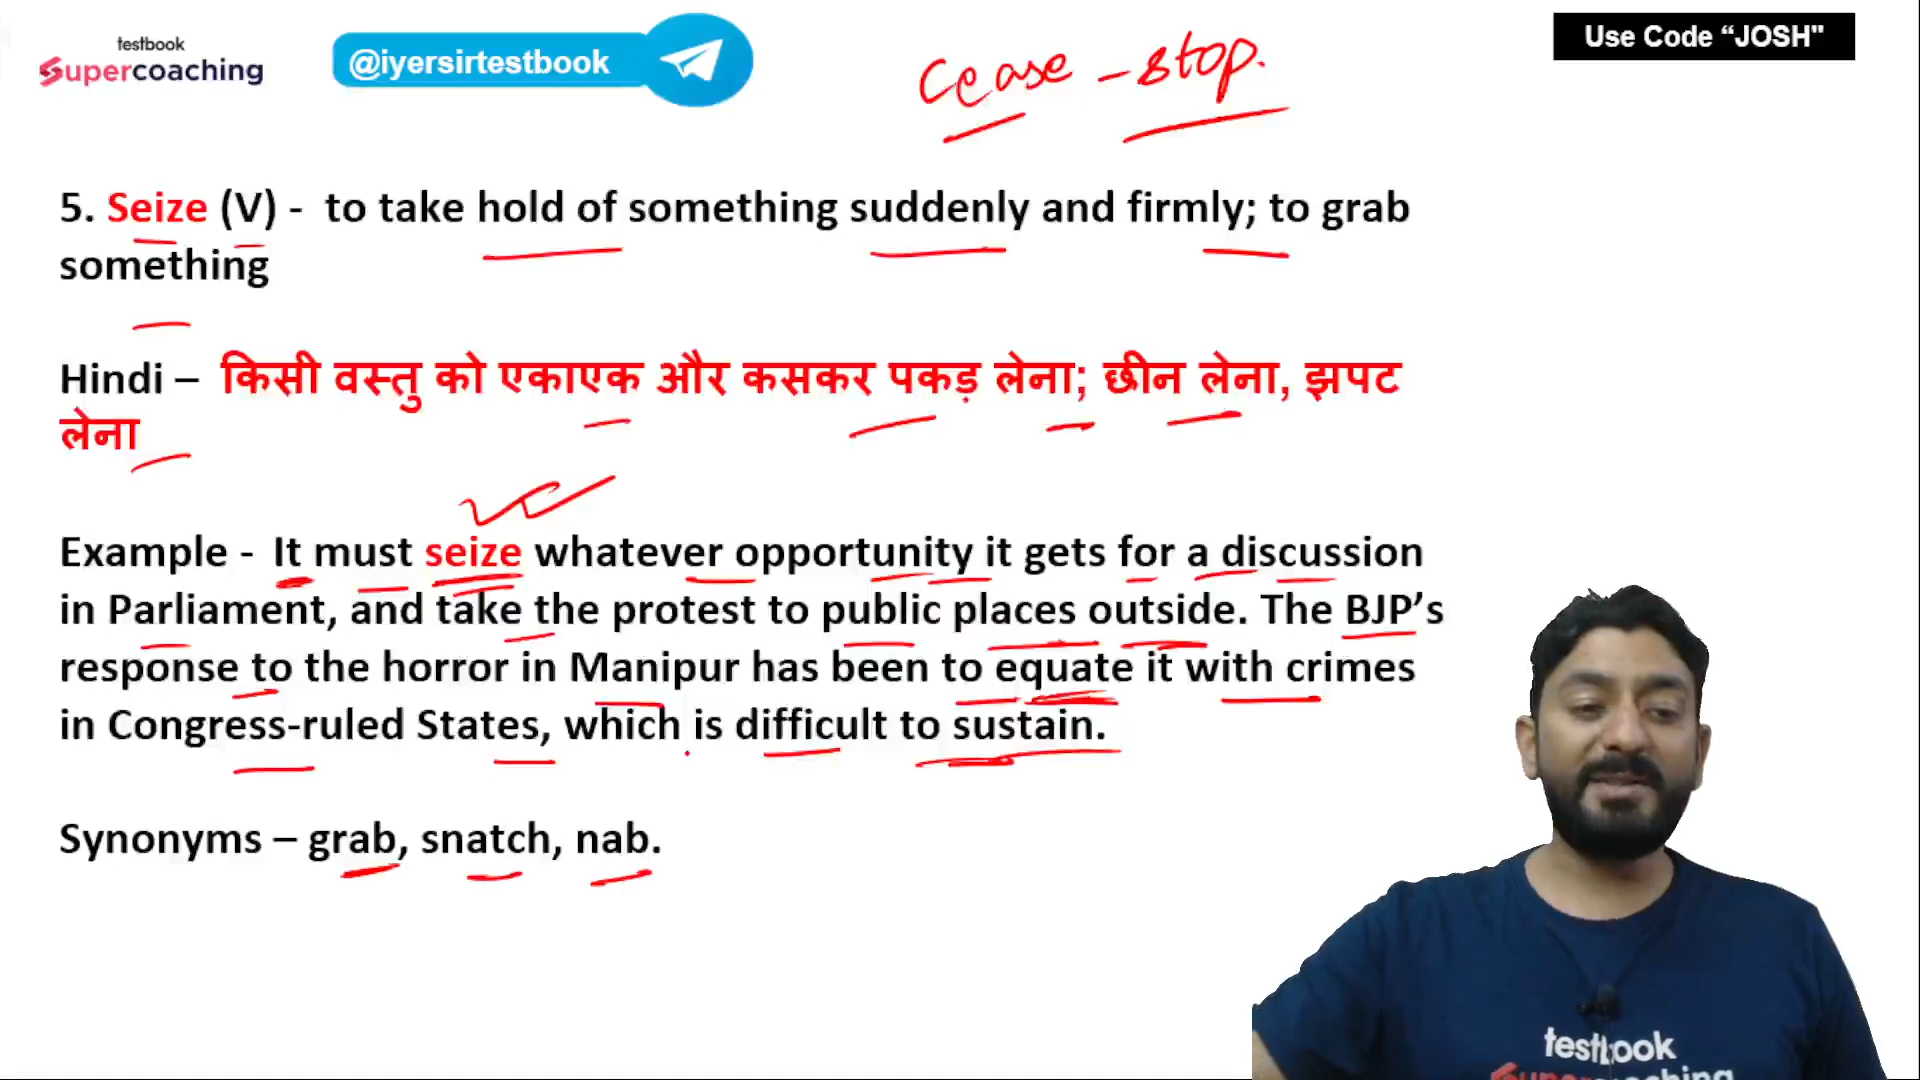 testbook
Supercoaching
@iyersirtestbook
Cease - stop.
Use Code “JOSH"
5. Seize (V) - to take hold of something suddenly and firmly; to grab
something
Hindi – किसी वस्तु को एकाएक और कसकर पकड़ लेना; छीन लेना, झपट
लेना
Example - It must seize whatever opportunity it gets for a discussion
in Parliament, and take the protest to public places outside. The BJP’s
response to the horror in Manipur has been to equate it with crimes
in Congress-ruled States, which is difficult to sustain.
Synonyms – grab, snatch, nab.
testbook
Supercoaching